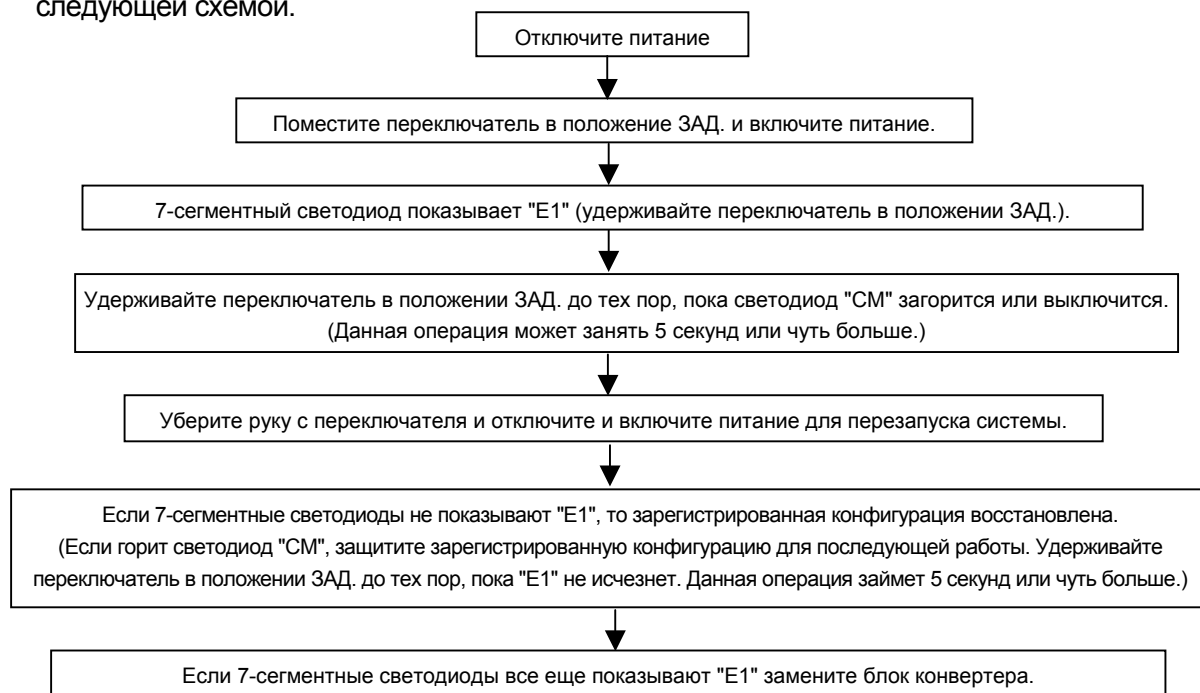 следующей схемой.
Отключите питание
Поместите переключатель в положение ЗАД. и включите питание.
7-сегментный светодиод показывает "E1" (удерживайте переключатель в положении ЗАД.).
Удерживайте переключатель в положении ЗАД. до тех пор, пока светодиод "CM" загорится или выключится.
(Данная операция может занять 5 секунд или чуть больше.)
Уберите руку с переключателя и отключите и включите питание для перезапуска системы.
Если 7-сегментные светодиоды не показывают "E1", то зарегистрированная конфигурация восстановлена.
(Если горит светодиод "CM", защитите зарегистрированную конфигурацию для последующей работы. Удерживайте
переключатель в положении ЗАД. до тех пор, пока "E1" не исчезнет. Данная операция займет 5 секунд или чуть больше.)
Если 7-сегментные светодиоды все еще показывают "E1" замените блок конвертера.